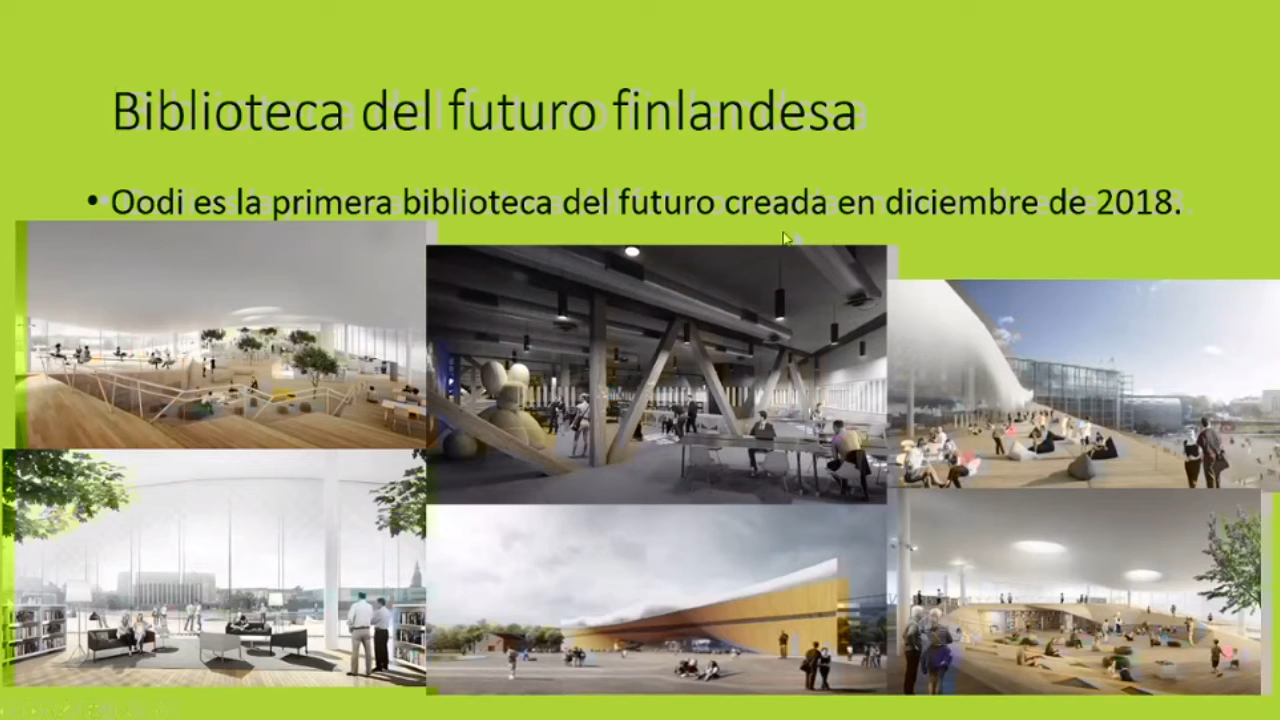 Biblioteca del futuro finlandesa
• Oodi es la primera biblioteca del futuro creada en diciembre de 2018.